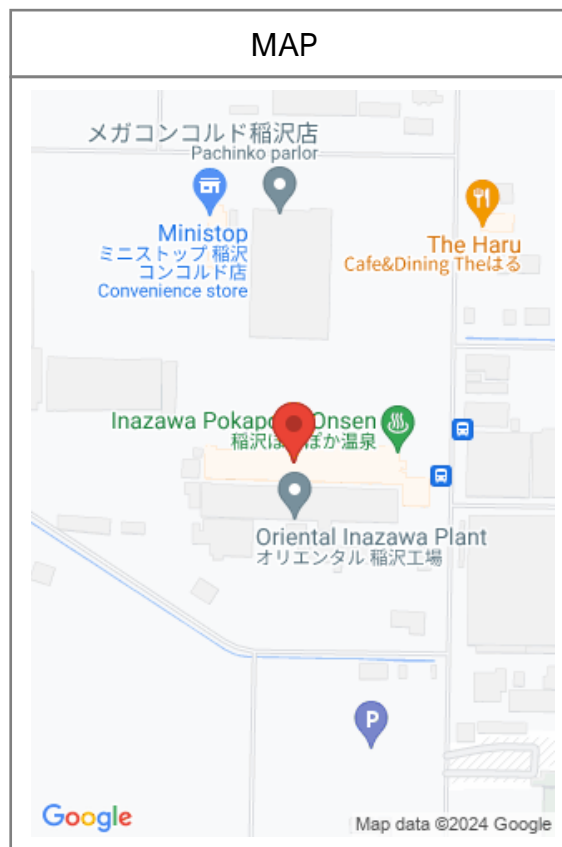 MAP
メガコンコルド稲沢店
Pachinko parlor
Ministop
ミニストップ 稲沢
コンコルド店
Convenience store
The Haru
Cafe&Dining Theはる
Inazawa Pokapo Onsen
稲沢ぽ ぽか温泉
Oriental Inazawa Plant
オリエンタル 稲沢工場
P
Google
Map data ©2024 Google